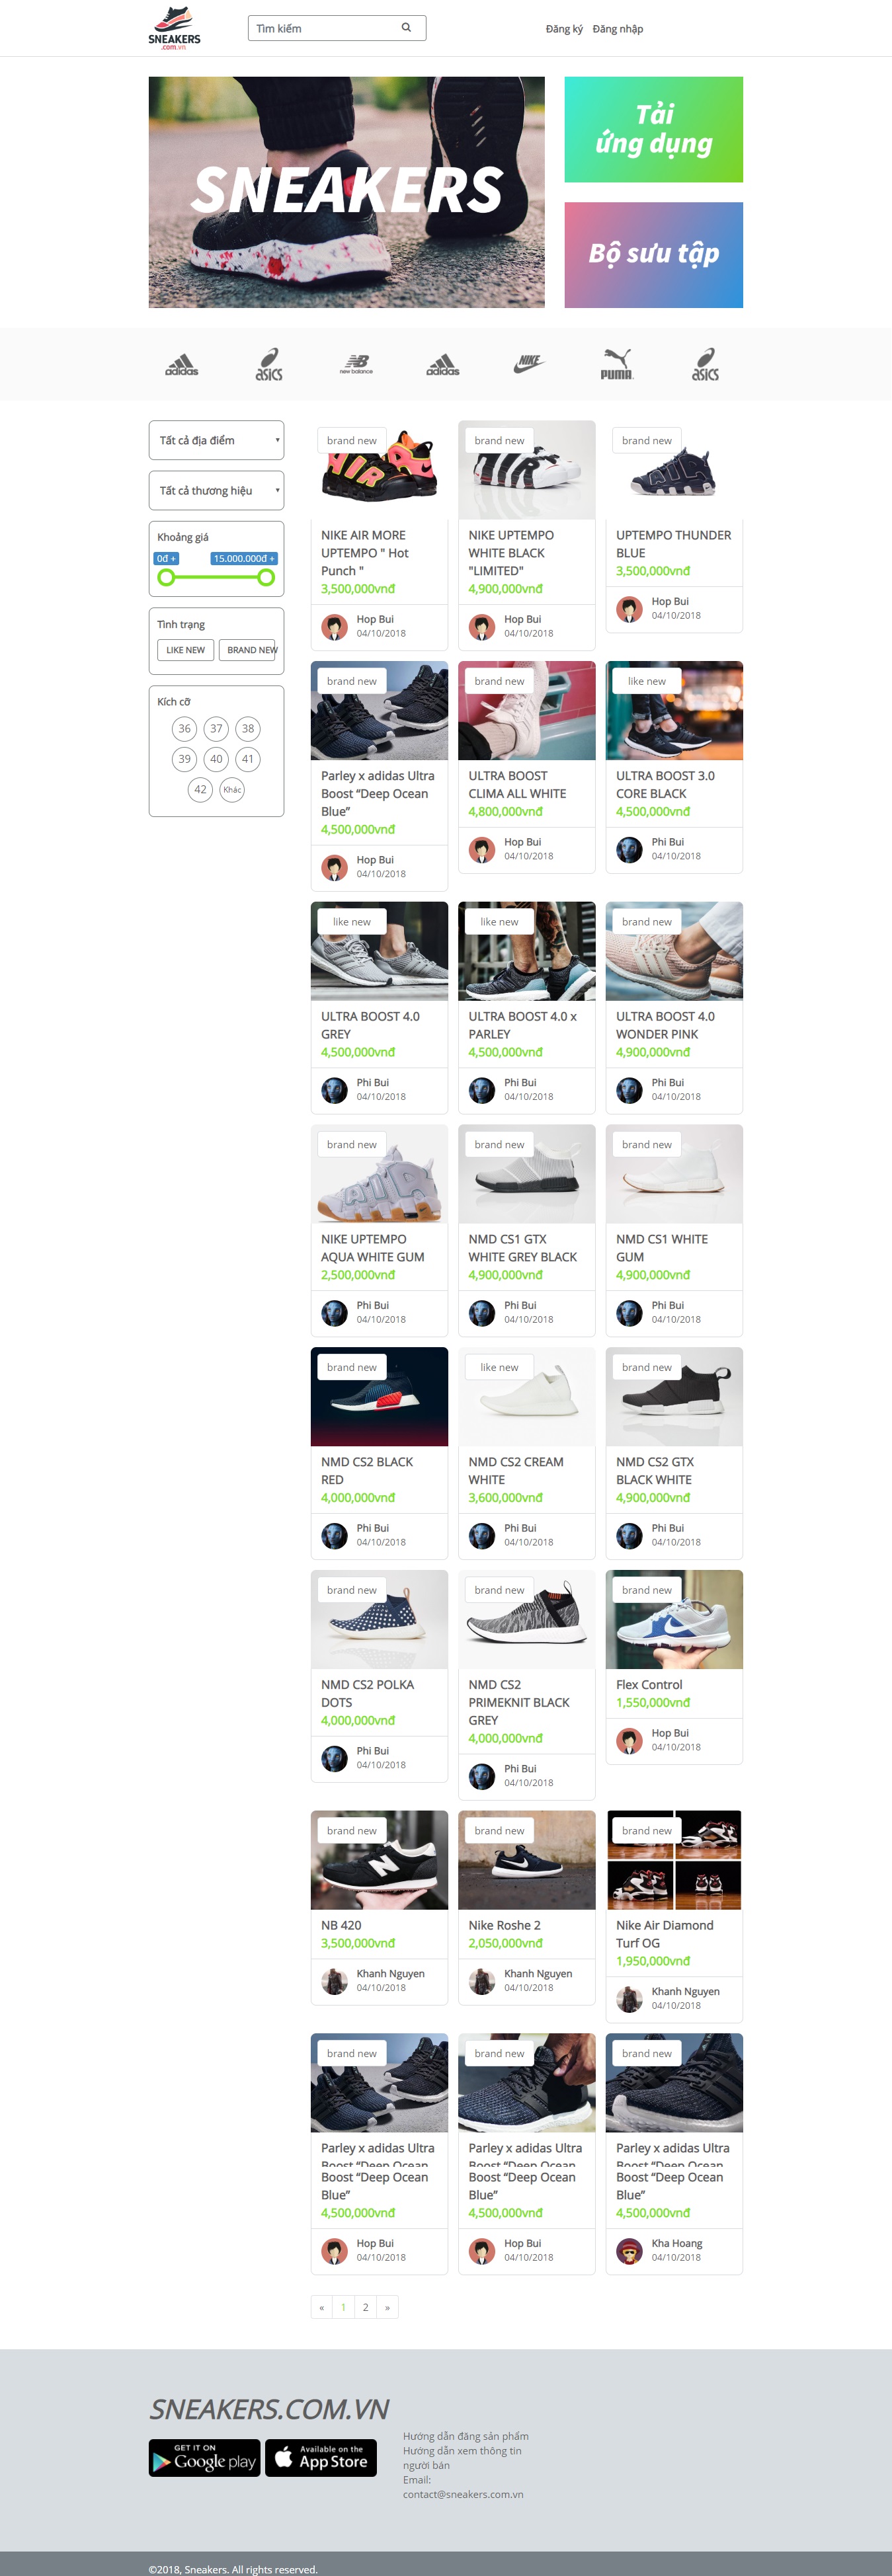 SNEAKERS
.com.vn
Tìm kiếm
Đăng ký Đăng nhập
SNEAKERS
Tải
ứng dụng
Bộ sưu tập
adidas
asics
NB
new balance
adidas
NIKE
PUMA
asics
Tất cả địa điểm
Tất cả thương hiệu
Khoảng giá
0đ + 15.000.000đ +
Tình trạng
LIKE NEW BRAND NEW
Kích cỡ
36 37 38
39 40 41
42 Khác
brand new
NIKE AIR MORE
UPTEMPO " Hot
Punch "
3,500,000vnđ
Hop Bui
04/10/2018
brand new
NIKE UPTEMPO
WHITE BLACK
"LIMITED"
4,900,000vnđ
Hop Bui
04/10/2018
brand new
UPTEMPO THUNDER
BLUE
3,500,000vnđ
Hop Bui
04/10/2018
brand new
Parley x adidas Ultra
Boost “Deep Ocean
Blue”
4,500,000vnđ
Hop Bui
04/10/2018
brand new
ULTRA BOOST
CLIMA ALL WHITE
4,800,000vnđ
Hop Bui
04/10/2018
like new
ULTRA BOOST 3.0
CORE BLACK
4,500,000vnđ
Phi Bui
04/10/2018
like new
ULTRA BOOST 4.0
GREY
4,500,000vnđ
Phi Bui
04/10/2018
like new
ULTRA BOOST 4.0 x
PARLEY
4,500,000vnđ
Phi Bui
04/10/2018
brand new
ULTRA BOOST 4.0
WONDER PINK
4,900,000vnđ
Phi Bui
04/10/2018
brand new
NIKE UPTEMPO
AQUA WHITE GUM
2,500,000vnđ
Phi Bui
04/10/2018
brand new
NMD CS1 GTX
WHITE GREY BLACK
4,900,000vnđ
Phi Bui
04/10/2018
brand new
NMD CS1 WHITE
GUM
4,900,000vnđ
Phi Bui
04/10/2018
brand new
NMD CS2 BLACK
RED
4,000,000vnđ
Phi Bui
04/10/2018
like new
NMD CS2 CREAM
WHITE
3,600,000vnđ
Phi Bui
04/10/2018
brand new
NMD CS2 GTX
BLACK WHITE
4,900,000vnđ
Phi Bui
04/10/2018
brand new
NMD CS2 POLKA
DOTS
4,000,000vnđ
Phi Bui
04/10/2018
brand new
NMD CS2
PRIMEKNIT BLACK
GREY
4,000,000vnđ
Phi Bui
04/10/2018
brand new
Flex Control
1,550,000vnđ
Hop Bui
04/10/2018
brand new
NB 420
3,500,000vnđ
Khanh Nguyen
04/10/2018
brand new
Nike Roshe 2
2,050,000vnđ
Khanh Nguyen
04/10/2018
brand new
Nike Air Diamond
Turf OG
1,950,000vnđ
Khanh Nguyen
04/10/2018
brand new
Parley x adidas Ultra
Boost “Deep Ocean
Boost “Deep Ocean
Blue”
4,500,000vnđ
Hop Bui
04/10/2018
brand new
Parley x adidas Ultra
Boost “Deep Ocean
Boost “Deep Ocean
Blue”
4,500,000vnđ
Hop Bui
04/10/2018
brand new
Parley x adidas Ultra
Boost “Deep Ocean
Boost “Deep Ocean
Blue”
4,500,000vnđ
Kha Hoang
04/10/2018
« 1 2 »
SNEAKERS.COM.VN
GET IT ON
Google play
Available on the
App Store
Hướng dẫn đăng sản phẩm
Hướng dẫn xem thông tin
người bán
Email:
contact@sneakers.com.vn
©2018, Sneakers. All rights reserved.